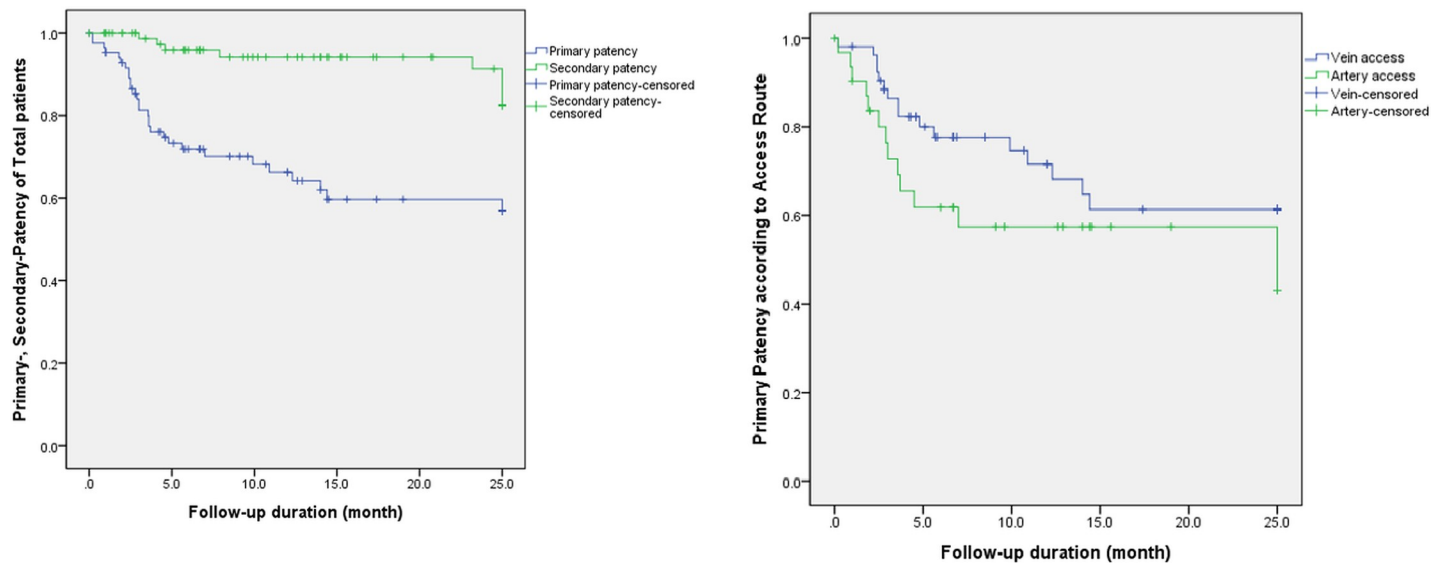 Primary-, Secondary-Patency of Total patients
1.0
0.8
0.6
0.4
0.2
0.0
.0 5.0 10.0 15.0 20.0 25.0
Follow-up duration (month)
Primary patency
Secondary patency
Primary patency-censored
Secondary patency-
censored
Primary Patency according to Access Route
1.0
0.8
0.6
0.4
0.2
0.0
.0 5.0 10.0 15.0 20.0 25.0
Follow-up duration (month)
Vein access
Artery access
Vein-censored
Artery-censored